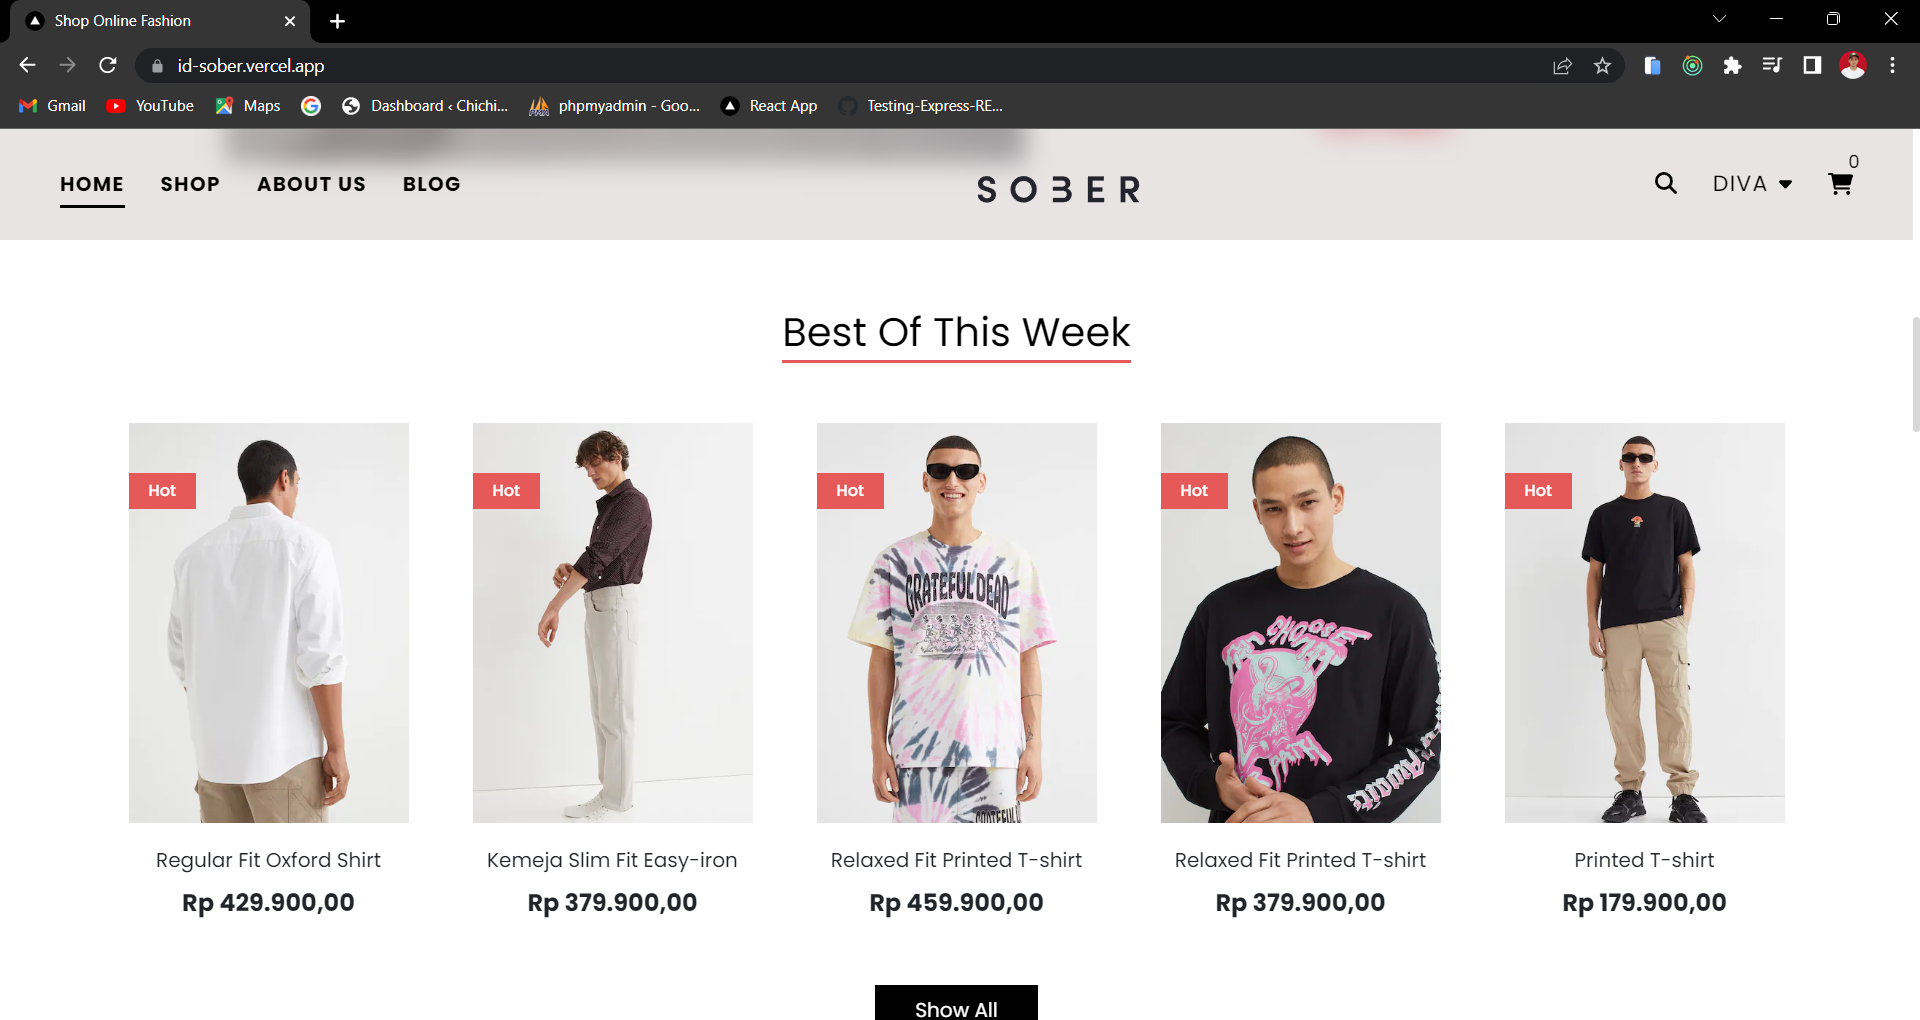 Shop Online Fashion
id-sober.vercel.app
Gmail YouTube Maps Dashboard ‹ Chichi... phpmyadmin - Goo... React App Testing-Express-RE...
0
HOME SHOP ABOUT US BLOG SOBER DIVA
Best Of This Week
Hot Hot Hot Hot Hot
GRATEFUL DEAD
CHOOSE
PATH
Awaits
Regular Fit Oxford Shirt Kemeja Slim Fit Easy-iron Relaxed Fit Printed T-shirt Relaxed Fit Printed T-shirt Printed T-shirt
Rp 429.900,00 Rp 379.900,00 Rp 459.900,00 Rp 379.900,00 Rp 179.900,00
Show All